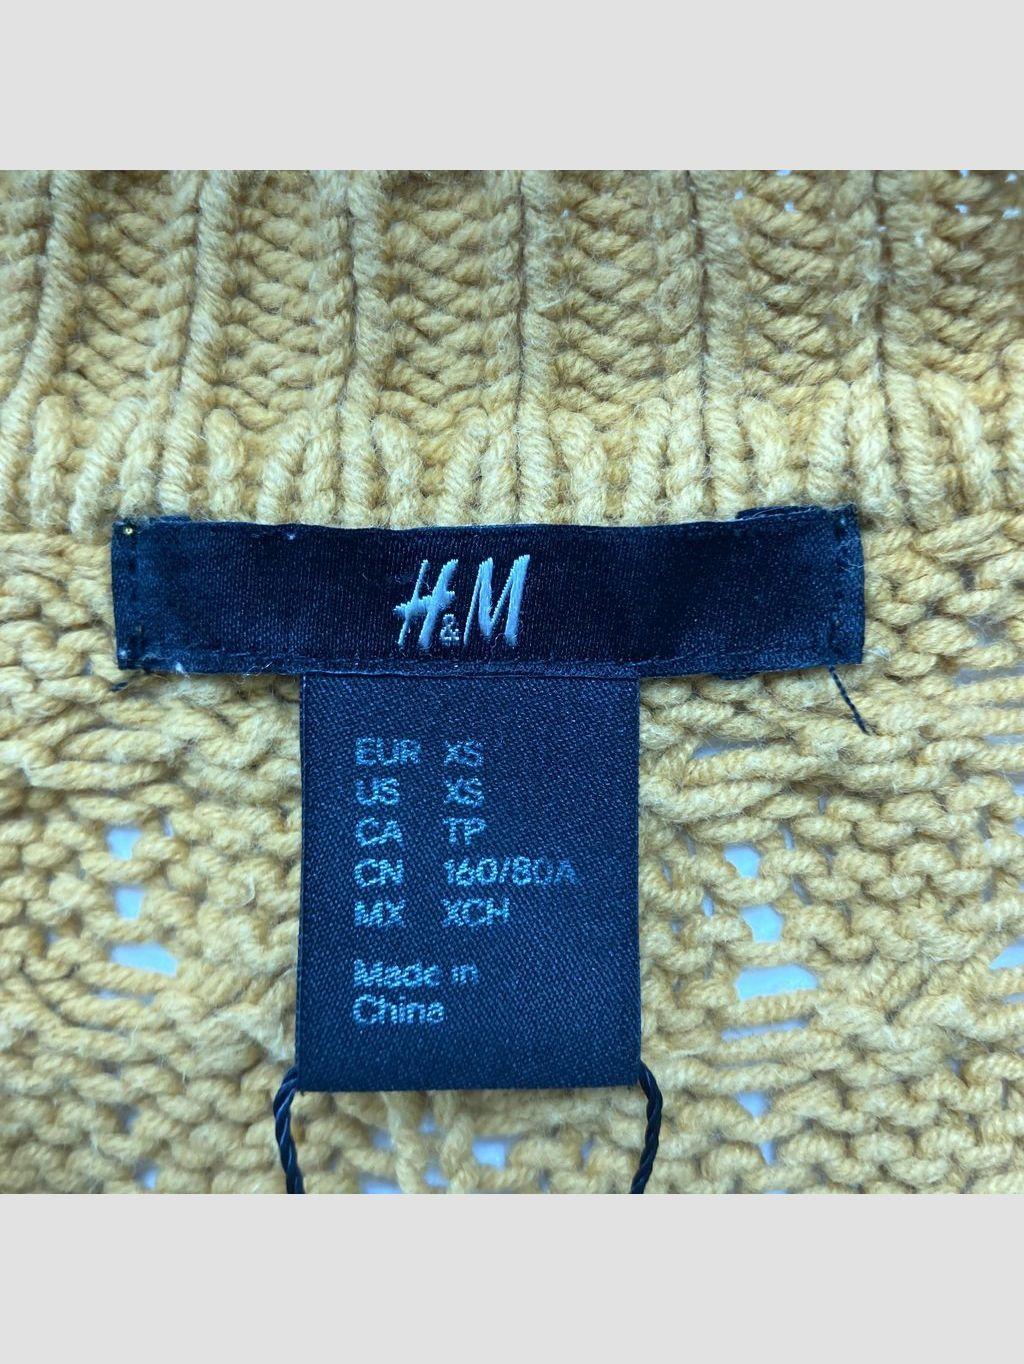 H&M
EUR XS
US XS
CA TP
CN 160/80A
MX XCH
Made in
China